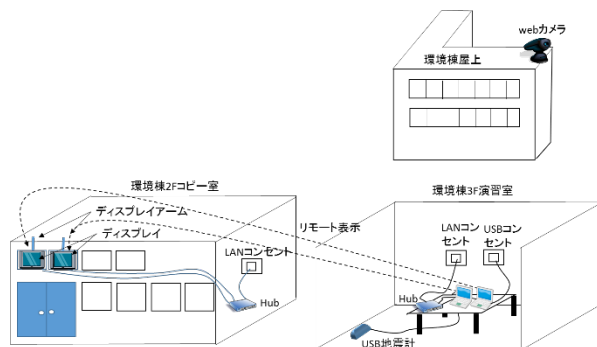 webカメラ
環境棟屋上
環境棟2Fコピー室
ディスプレイアーム
ディスプレイ
LANコンセント
Hub
リモート表示
環境棟3F演習室
LANコン
セント
USBコン
セント
Hub
USB地震計